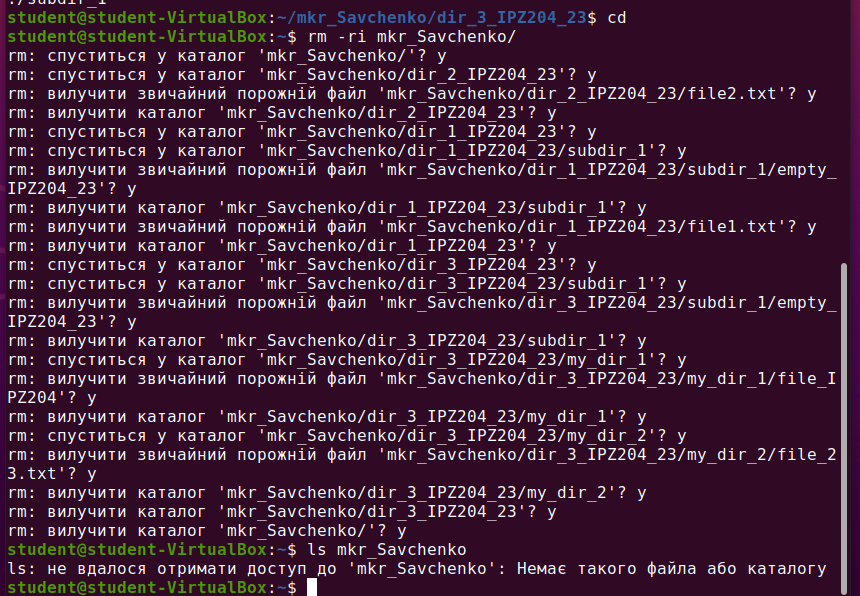 ./subdir_1
student@student-VirtualBox:~/mkr_Savchenko/dir_3_IPZ204_23$ cd
student@student-VirtualBox:~$ rm -ri mkr_Savchenko/
rm: спуститься у каталог 'mkr_Savchenko/'? y
rm: спуститься у каталог 'mkr_Savchenko/dir_2_IPZ204_23'? y
rm: вилучити звичайний порожній файл 'mkr_Savchenko/dir_2_IPZ204_23/file2.txt'? y
rm: вилучити каталог 'mkr_Savchenko/dir_2_IPZ204_23'? y
rm: спуститься у каталог 'mkr_Savchenko/dir_1_IPZ204_23'? y
rm: спуститься у каталог 'mkr_Savchenko/dir_1_IPZ204_23/subdir_1'? y
rm: вилучити звичайний порожній файл 'mkr_Savchenko/dir_1_IPZ204_23/subdir_1/empty_
IPZ204_23'? y
rm: вилучити каталог 'mkr_Savchenko/dir_1_IPZ204_23/subdir_1'? y
rm: вилучити звичайний порожній файл 'mkr_Savchenko/dir_1_IPZ204_23/file1.txt'? y
rm: вилучити каталог 'mkr_Savchenko/dir_1_IPZ204_23'? y
rm: спуститься у каталог 'mkr_Savchenko/dir_3_IPZ204_23'? y
rm: спуститься у каталог 'mkr_Savchenko/dir_3_IPZ204_23/subdir_1'? y
rm: вилучити звичайний порожній файл 'mkr_Savchenko/dir_3_IPZ204_23/subdir_1/empty_
IPZ204_23'? y
rm: вилучити каталог 'mkr_Savchenko/dir_3_IPZ204_23/subdir_1'? y
rm: спуститься у каталог 'mkr_Savchenko/dir_3_IPZ204_23/my_dir_1'? y
rm: вилучити звичайний порожній файл 'mkr_Savchenko/dir_3_IPZ204_23/my_dir_1/file_I
PZ204'? y
rm: вилучити каталог 'mkr_Savchenko/dir_3_IPZ204_23/my_dir_1'? y
rm: спуститься у каталог 'mkr_Savchenko/dir_3_IPZ204_23/my_dir_2'? y
rm: вилучити звичайний порожній файл 'mkr_Savchenko/dir_3_IPZ204_23/my_dir_2/file_2
3.txt'? y
rm: вилучити каталог 'mkr_Savchenko/dir_3_IPZ204_23/my_dir_2'? y
rm: вилучити каталог 'mkr_Savchenko/dir_3_IPZ204_23'? y
rm: вилучити каталог 'mkr_Savchenko/'? y
student@student-VirtualBox:~$ ls mkr_Savchenko
ls: не вдалося отримати доступ до 'mkr_Savchenko': Немає такого файла або каталогу
student@student-VirtualBox:~$